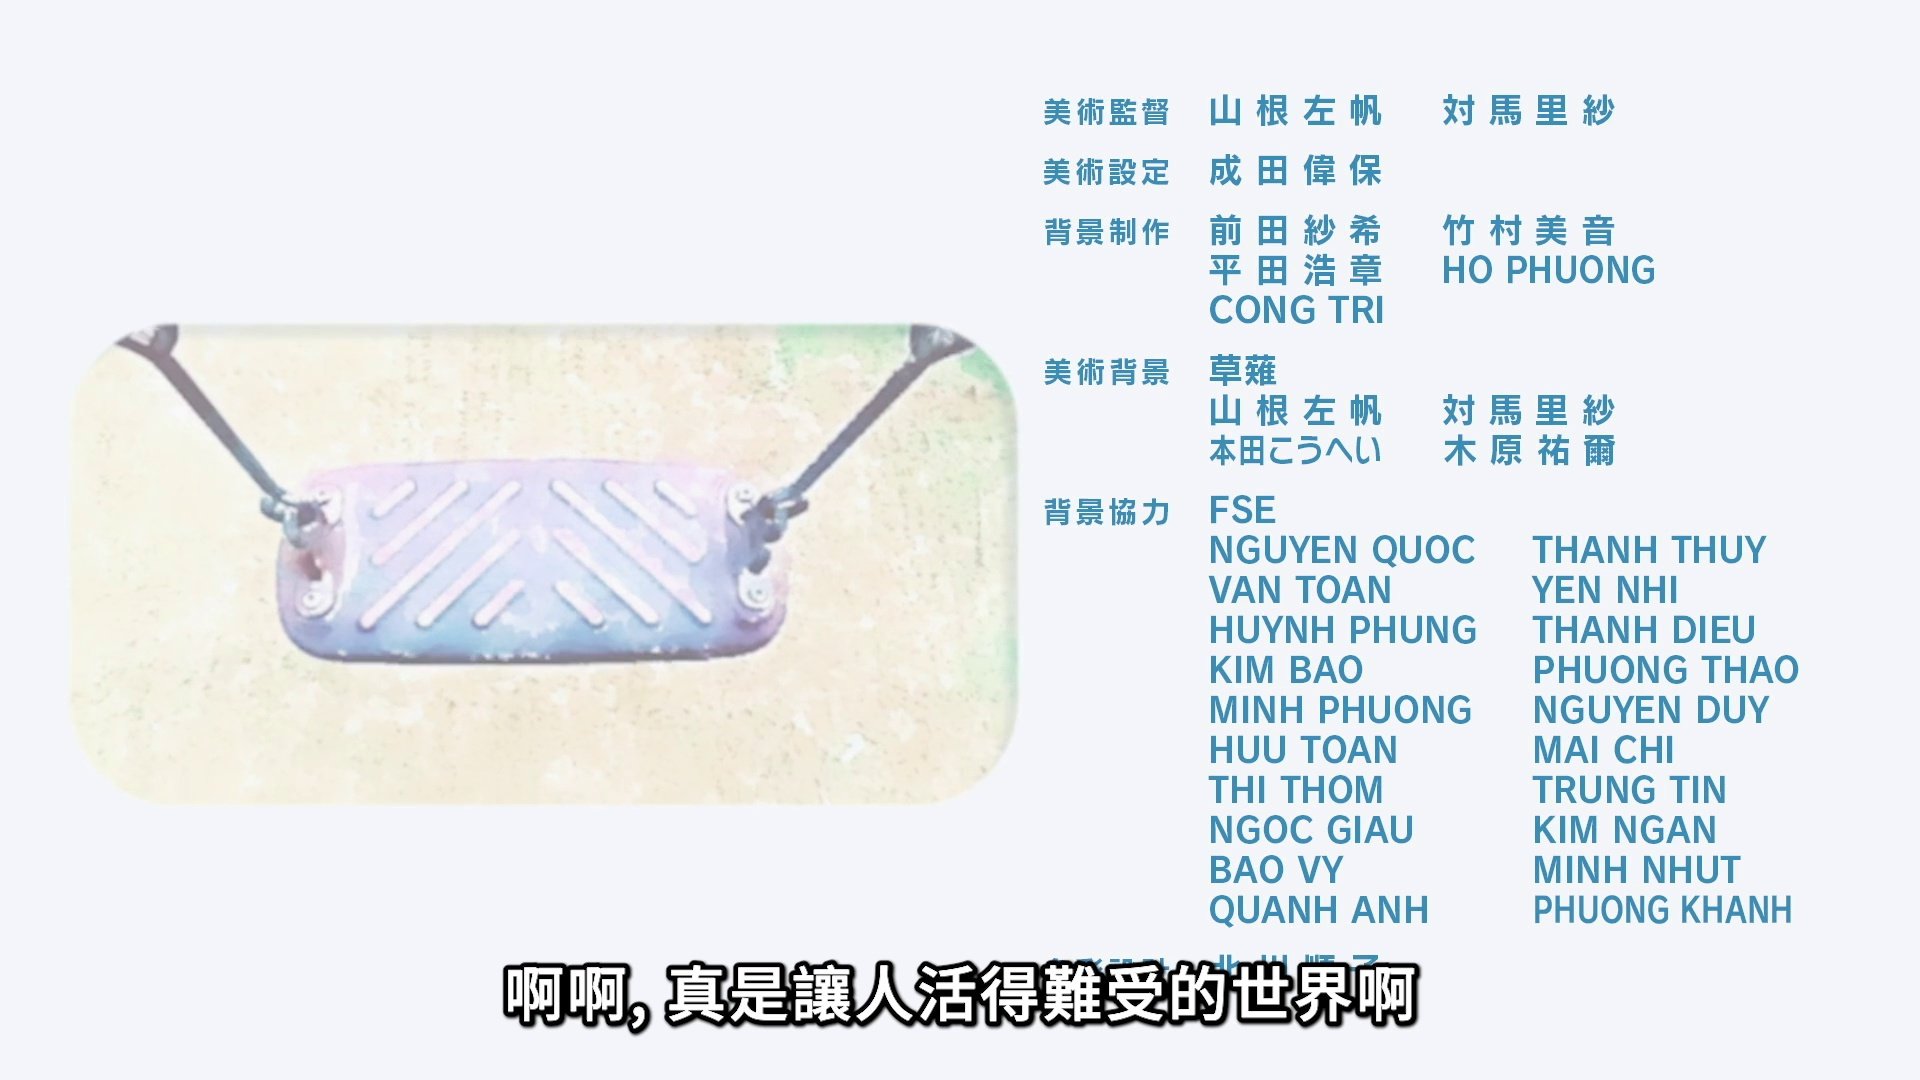 美術監督 山根左帆 対馬里紗
美術設定 成田偉保
背景制作 前田紗希 竹村美音
平田浩章 HO PHUONG
CONG TRI
美術背景 草薙
山根左帆 対馬里紗
本田こうへい 木原祐爾
背景協力 FSE
NGUYEN QUOC THANH THUY
VAN TOAN YEN NHI
HUYNH PHUNG THANH DIEU
KIM BAO PHUONG THAO
MINH PHUONG NGUYEN DUY
HUU TOAN MAI CHI
THI THOM TRUNG TIN
NGOC GIAU KIM NGAN
BAO VY MINH NHUT
QUANH ANH PHUONG KHANH
啊啊, 真是讓人活得難受的世界啊